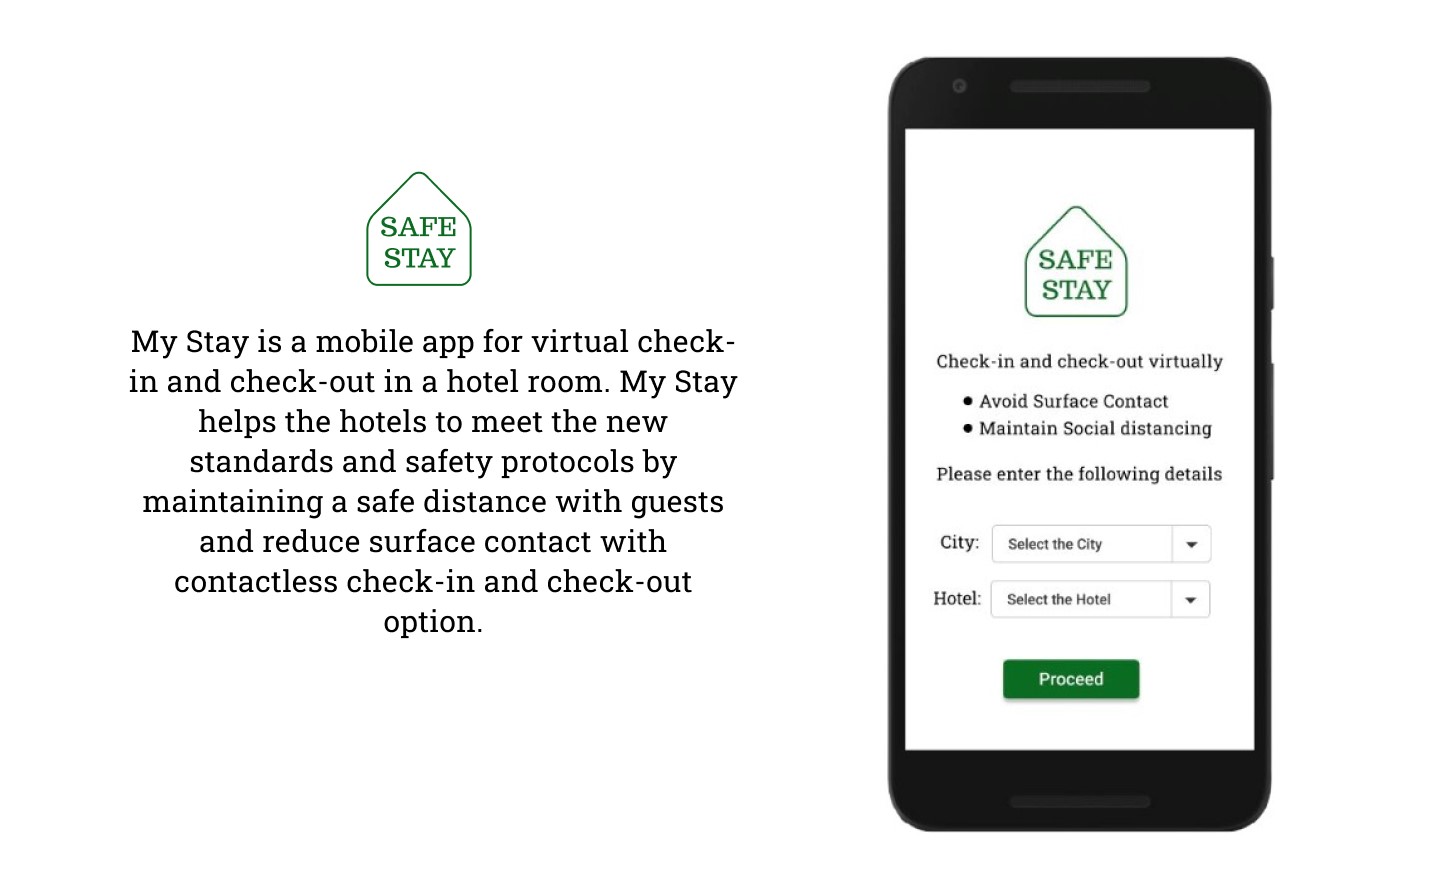 SAFE
STAY
My Stay is a mobile app for virtual check-
in and check-out in a hotel room. My Stay
helps the hotels to meet the new
standards and safety protocols by
maintaining a safe distance with guests
and reduce surface contact with
contactless check-in and check-out
option.
SAFE
STAY
Check-in and check-out virtually
● Avoid Surface Contact
● Maintain Social distancing
Please enter the following details
City: Select the City
Hotel: Select the Hotel
Proceed